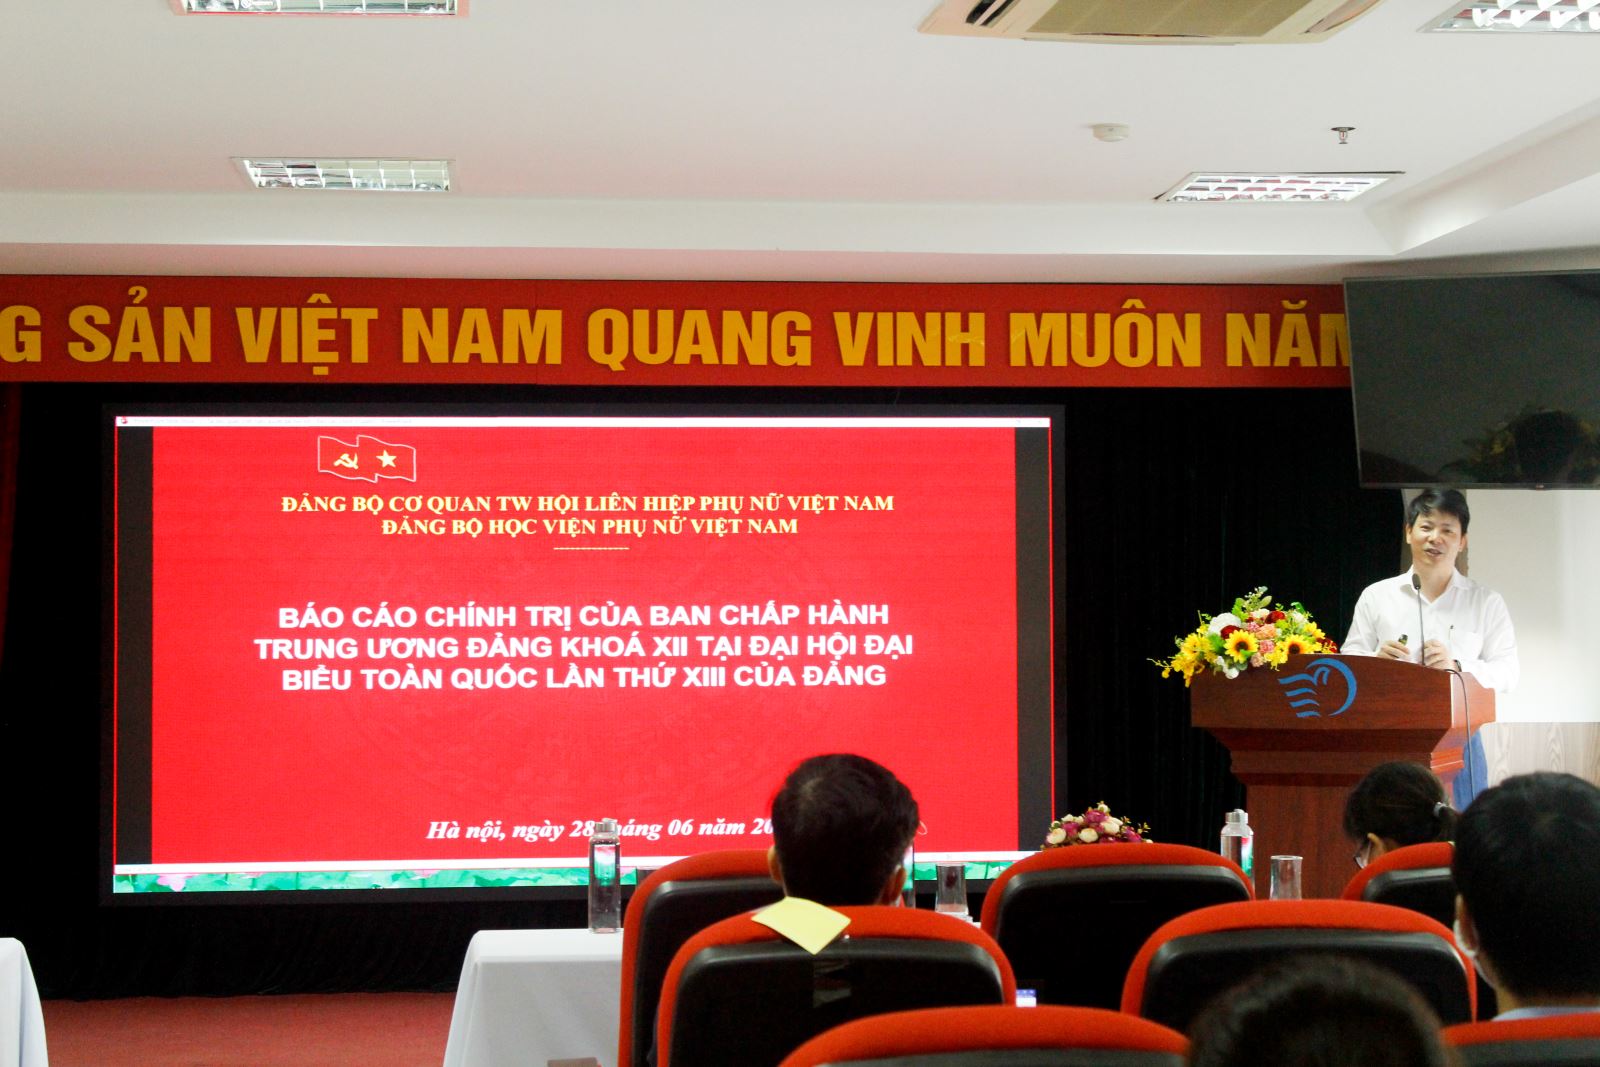 G SẢN VIỆT NAM QUANG VINH MUÔN NĂM
ĐẢNG BỘ CƠ QUAN TW HỘI LIÊN HIỆP PHỤ NỮ VIỆT NAM
ĐẢNG BỘ HỌC VIỆN PHỤ NỮ VIỆT NAM
BÁO CÁO CHÍNH TRỊ CỦA BAN CHẤP HÀNH
TRUNG ƯƠNG ĐẢNG KHOÁ XII TẠI ĐẠI HỘI ĐẠI
BIỂU TOÀN QUỐC LẦN THỨ XIII CỦA ĐẢNG
Hà nội, ngày 28 tháng 06 năm 20